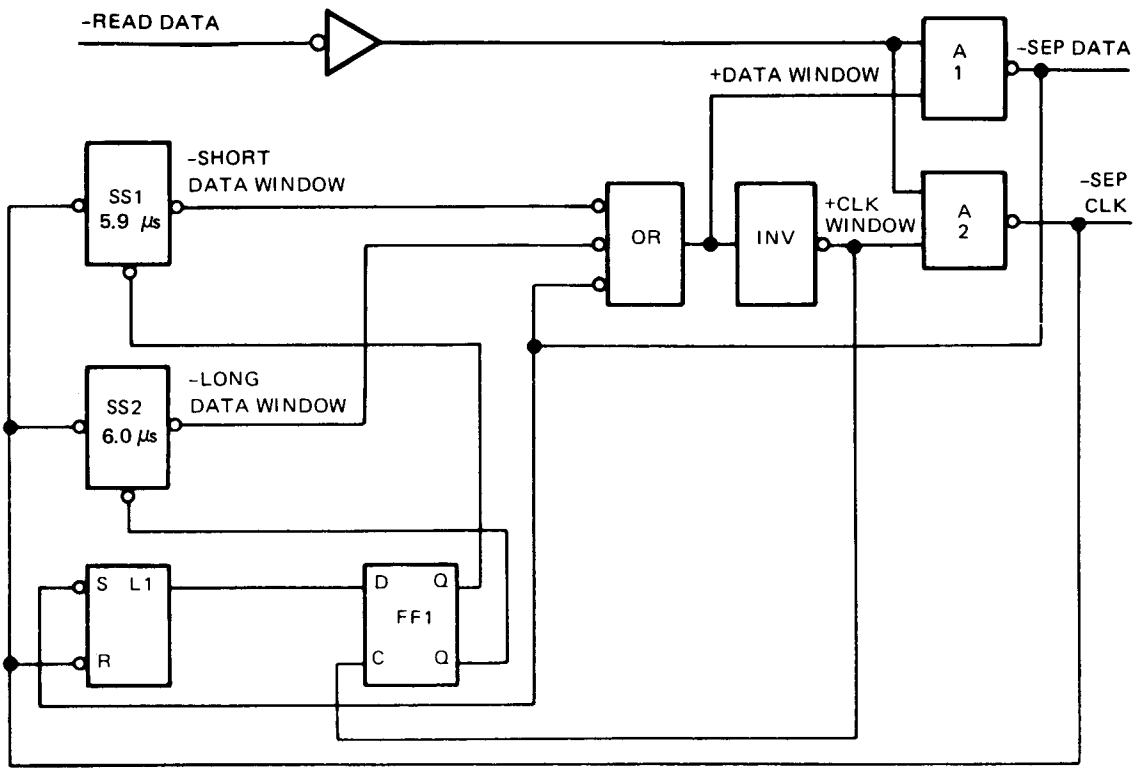 -READ DATA
A
1
-SEP DATA
+DATA WINDOW
-SHORT
DATA WINDOW
SS1
5.9 μs
OR
INV
+CLK
WINDOW
A
2
-SEP
CLK
-LONG
DATA WINDOW
SS2
6.0 μs
S L1
R
D Q
FF1
C Q